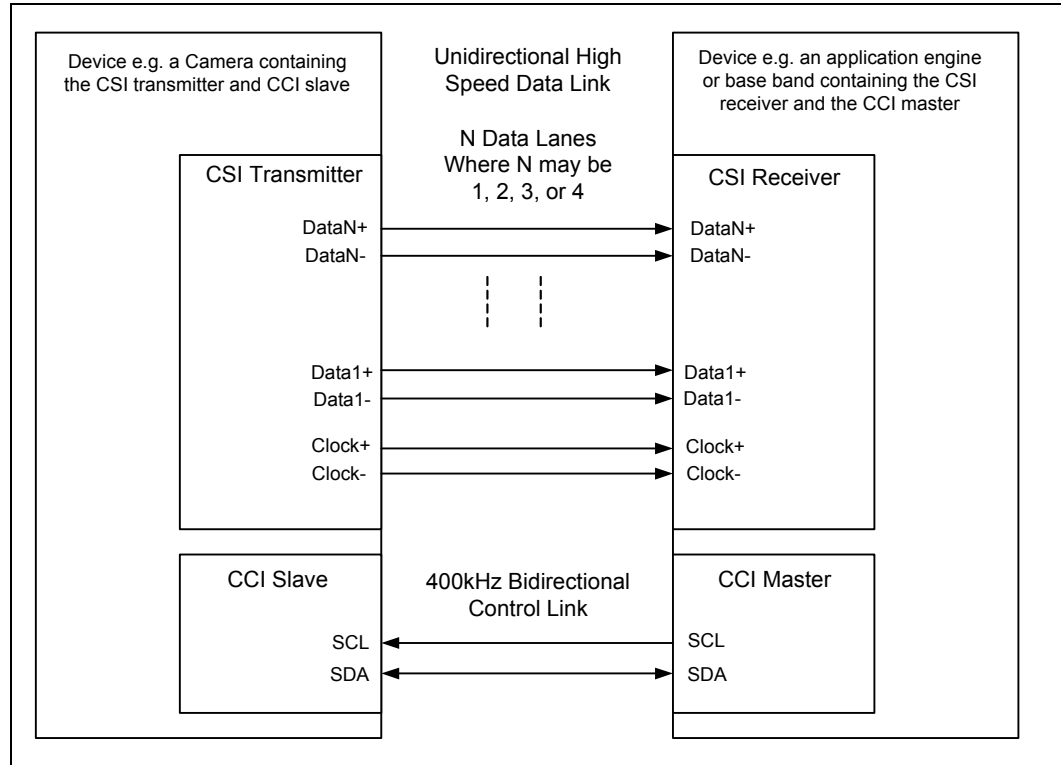 Device e.g. a Camera containing
the CSI transmitter and CCI slave
Unidirectional High
Speed Data Link
N Data Lanes
Where N may be
1, 2, 3, or 4
Device e.g. an application engine
or base band containing the CSI
receiver and the CCI master
CSI Transmitter
DataN+
DataN-
Data1+
Data1-
Clock+
Clock-
CSI Receiver
DataN+
DataN-
Data1+
Data1-
Clock+
Clock-
CCI Slave
SCL
SDA
400kHz Bidirectional
Control Link
CCI Master
SCL
SDA